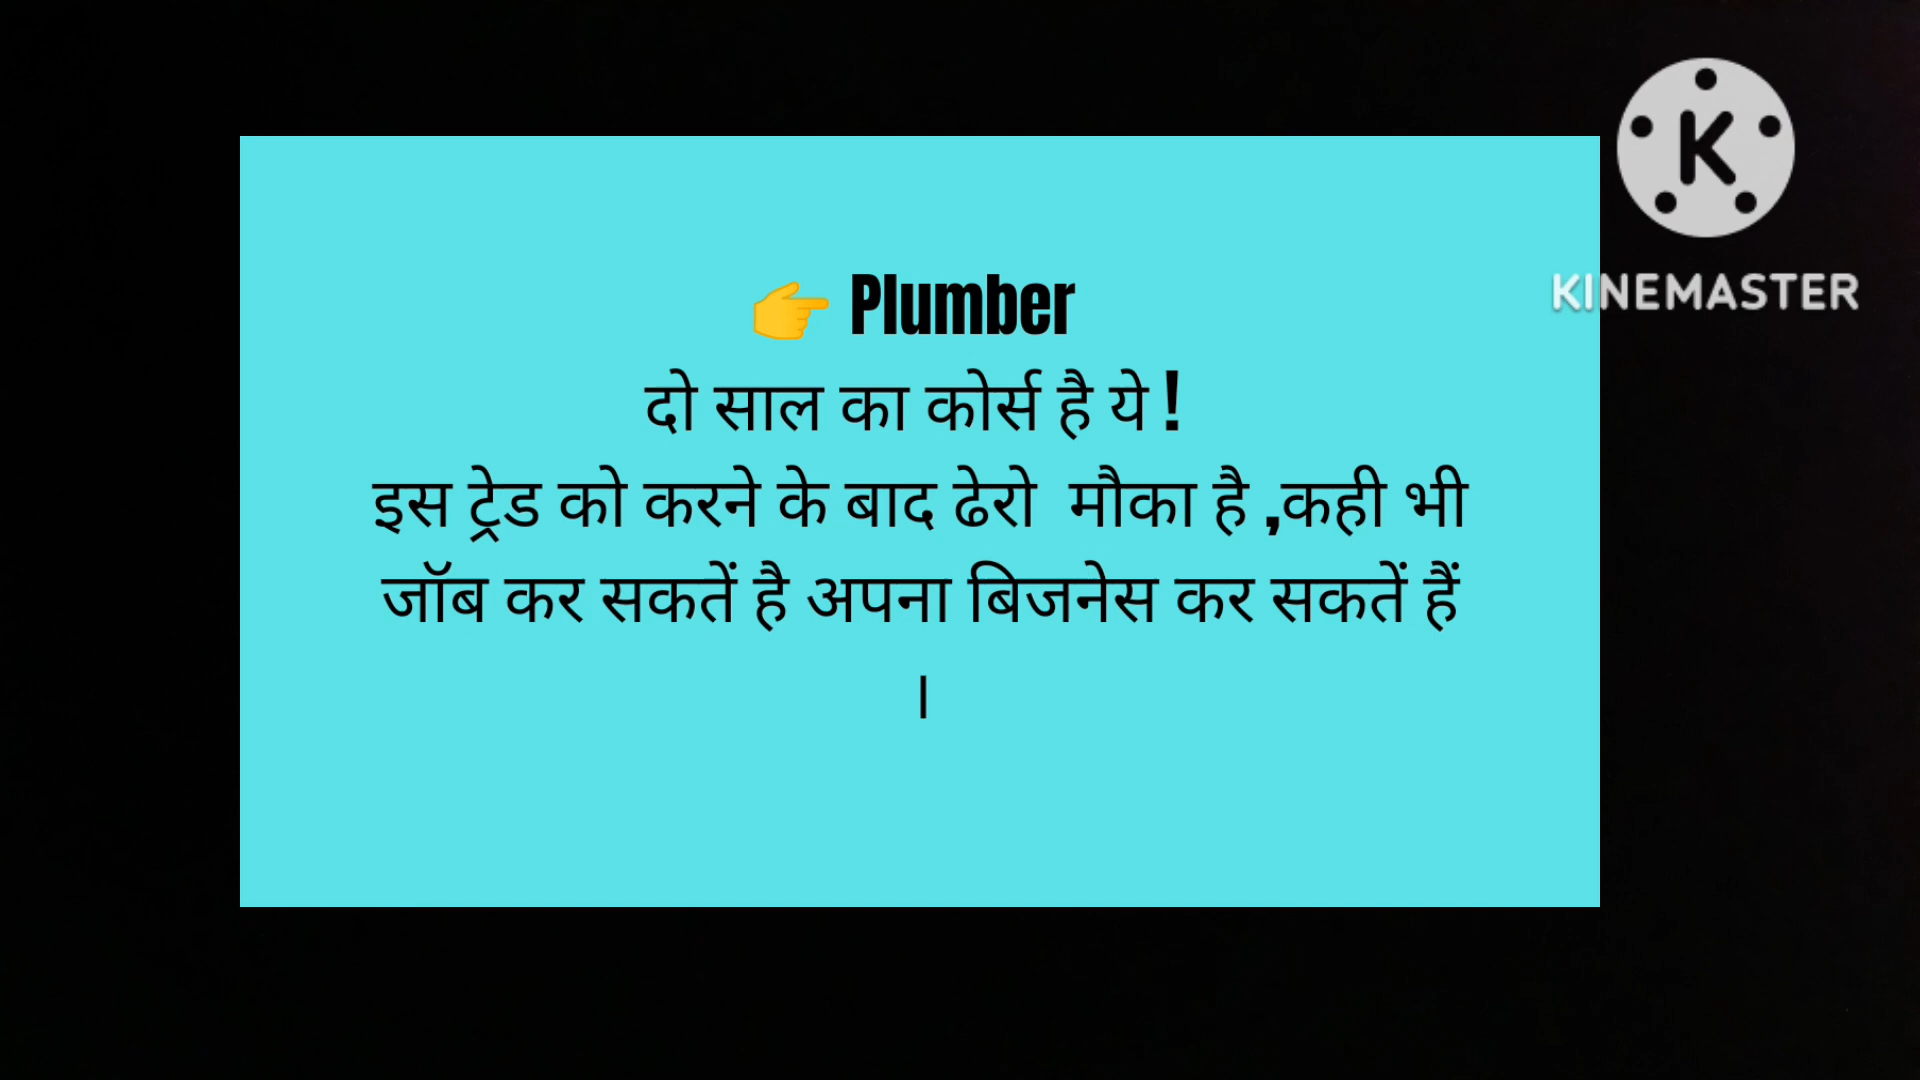 👉 Plumber
दो साल का कोर्स है ये !
इस ट्रेड को करने के बाद ढेरो मौका है ,कही भी
जॉब कर सकतें है अपना बिजनेस कर सकतें हैं
।
K
KINEMASTER